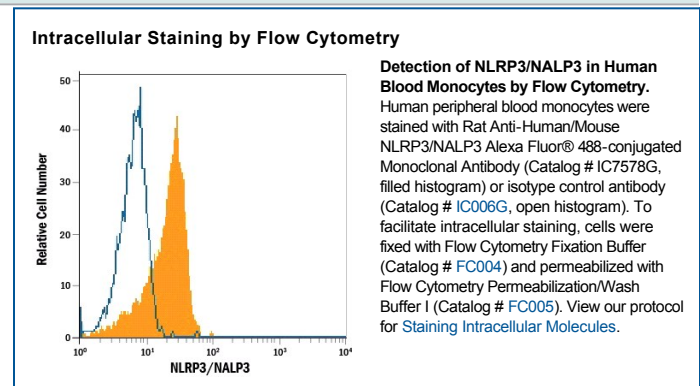 Intracellular Staining by Flow Cytometry
50
40
30
20
10
0
Relative Cell Number
10⁰ 10¹ 10² 10³ 10⁴
NLRP3/NALP3
Detection of NLRP3/NALP3 in Human
Blood Monocytes by Flow Cytometry.
Human peripheral blood monocytes were
stained with Rat Anti-Human/Mouse
NLRP3/NALP3 Alexa Fluor® 488-conjugated
Monoclonal Antibody (Catalog # IC7578G,
filled histogram) or isotype control antibody
(Catalog # IC006G, open histogram). To
facilitate intracellular staining, cells were
fixed with Flow Cytometry Fixation Buffer
(Catalog # FC004) and permeabilized with
Flow Cytometry Permeabilization/Wash
Buffer I (Catalog # FC005). View our protocol
for Staining Intracellular Molecules.